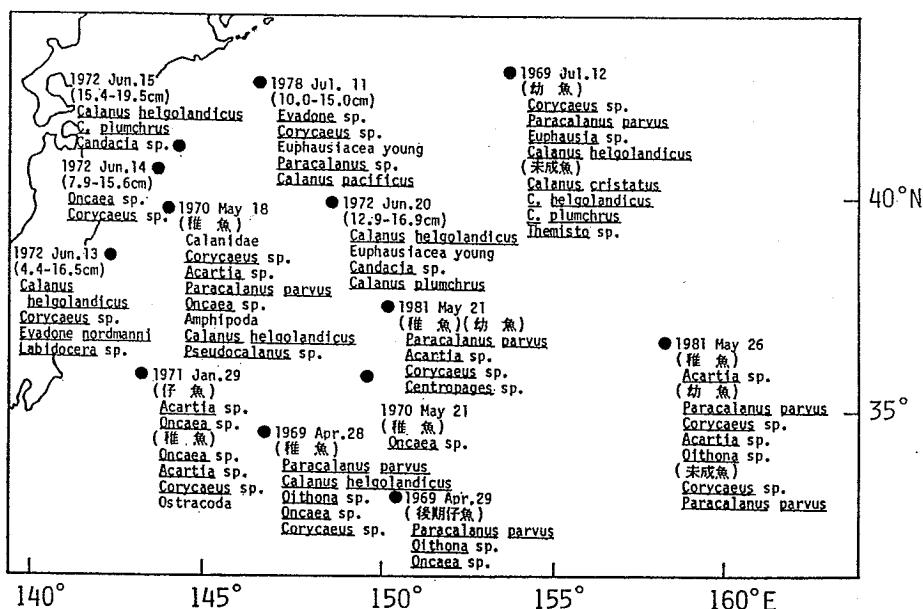 1972 Jun.15
(15.4-19.5cm)
Calanus helgolandicus
C. plumchrus
Candacia sp.
1972 Jun.14
(7.9-15.6cm)
Oncaea sp.
Corycaeus sp.
1972 Jun.13
(4.4-16.5cm)
Calanus
helgolandicus
Corycaeus sp.
Evadone nordmanni
Labidocera sp.
1970 May 18
(稚 魚)
Calanidae
Corycaeus sp.
Acartia sp.
Paracalanus parvus
Oncaea sp.
Amphipoda
Calanus helgolandicus
Pseudocalanus sp.
1978 Jul. 11
(10.0-15.0cm)
Evadone sp.
Corycaeus sp.
Euphausiacea young
Paracalanus sp.
Calanus pacificus
1972 Jun.20
(12.9-16.9cm)
Calanus helgolandicus
Euphausiacea young
Candacia sp.
Calanus plumchrus
1969 Jul.12
(幼 魚)
Corycaeus sp.
Paracalanus parvus
Euphausia sp.
Calanus helgolandicus
(未成魚)
Calanus cristatus
C. helgolandicus
C. plumchrus
Themisto sp.
1981 May 21
(稚 魚)(幼 魚)
Paracalanus parvus
Acartia sp.
Corycaeus sp.
Centropages sp.
1970 May 21
(稚 魚)
Oncaea sp.
1981 May 26
(稚 魚)
Acartia sp.
(幼 魚)
Paracalanus parvus
Corycaeus sp.
Acartia sp.
Oithona sp.
(未成魚)
Corycaeus sp.
Paracalanus parvus
1971 Jan.29
(仔 魚)
Acartia sp.
Oncaea sp.
(稚 魚)
Oncaea sp.
Acartia sp.
Corycaeus sp.
Ostracoda
1969 Apr.28
(稚 魚)
Paracalanus parvus
Calanus helgolandicus
Oithona sp.
Oncaea sp.
Corycaeus sp.
1969 Apr.29
(後期仔魚)
Paracalanus parvus
Oithona sp.
Oncaea sp.
40°N
35°
140° 145° 150° 155° 160°E